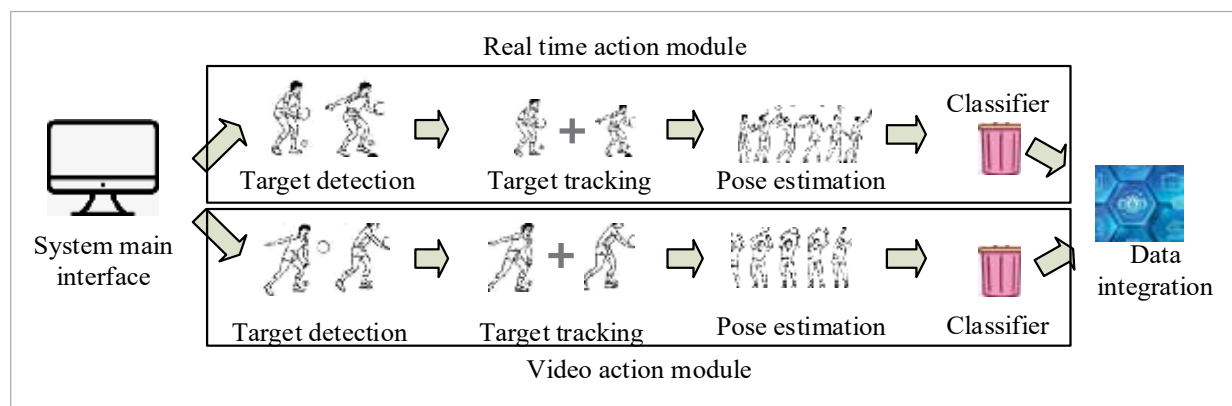 Real time action module
Classifier
Target detection
Target tracking
Pose estimation
System main
interface
Data
integration
Target detection
Target tracking
Pose estimation
Classifier
Video action module